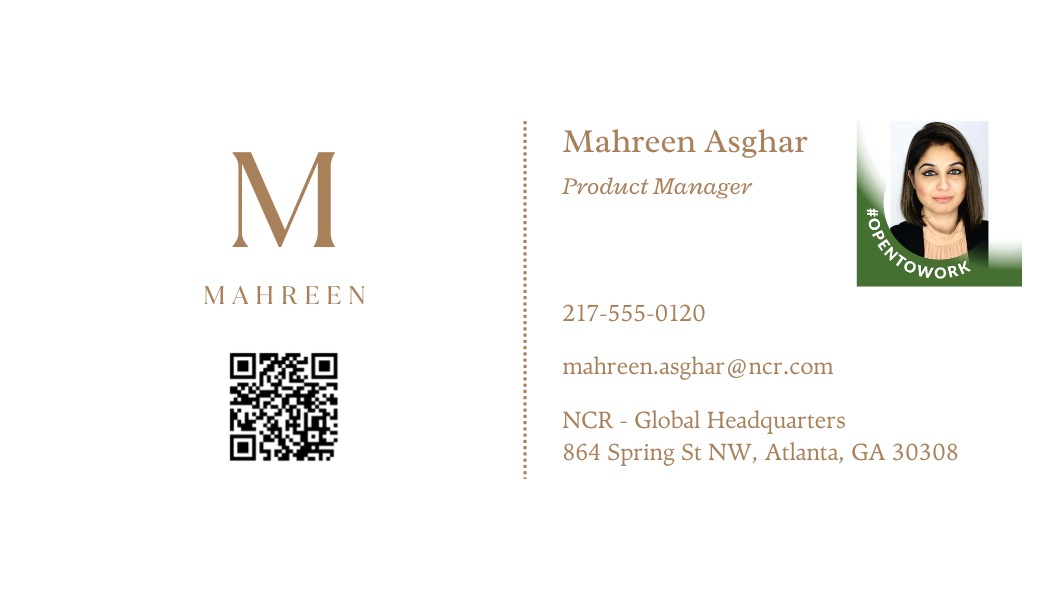 M
MAHREEN
Mahreen Asghar
Product Manager
#OPENTOWORK
217-555-0120
mahreen.asghar@ncr.com
NCR - Global Headquarters
864 Spring St NW, Atlanta, GA 30308